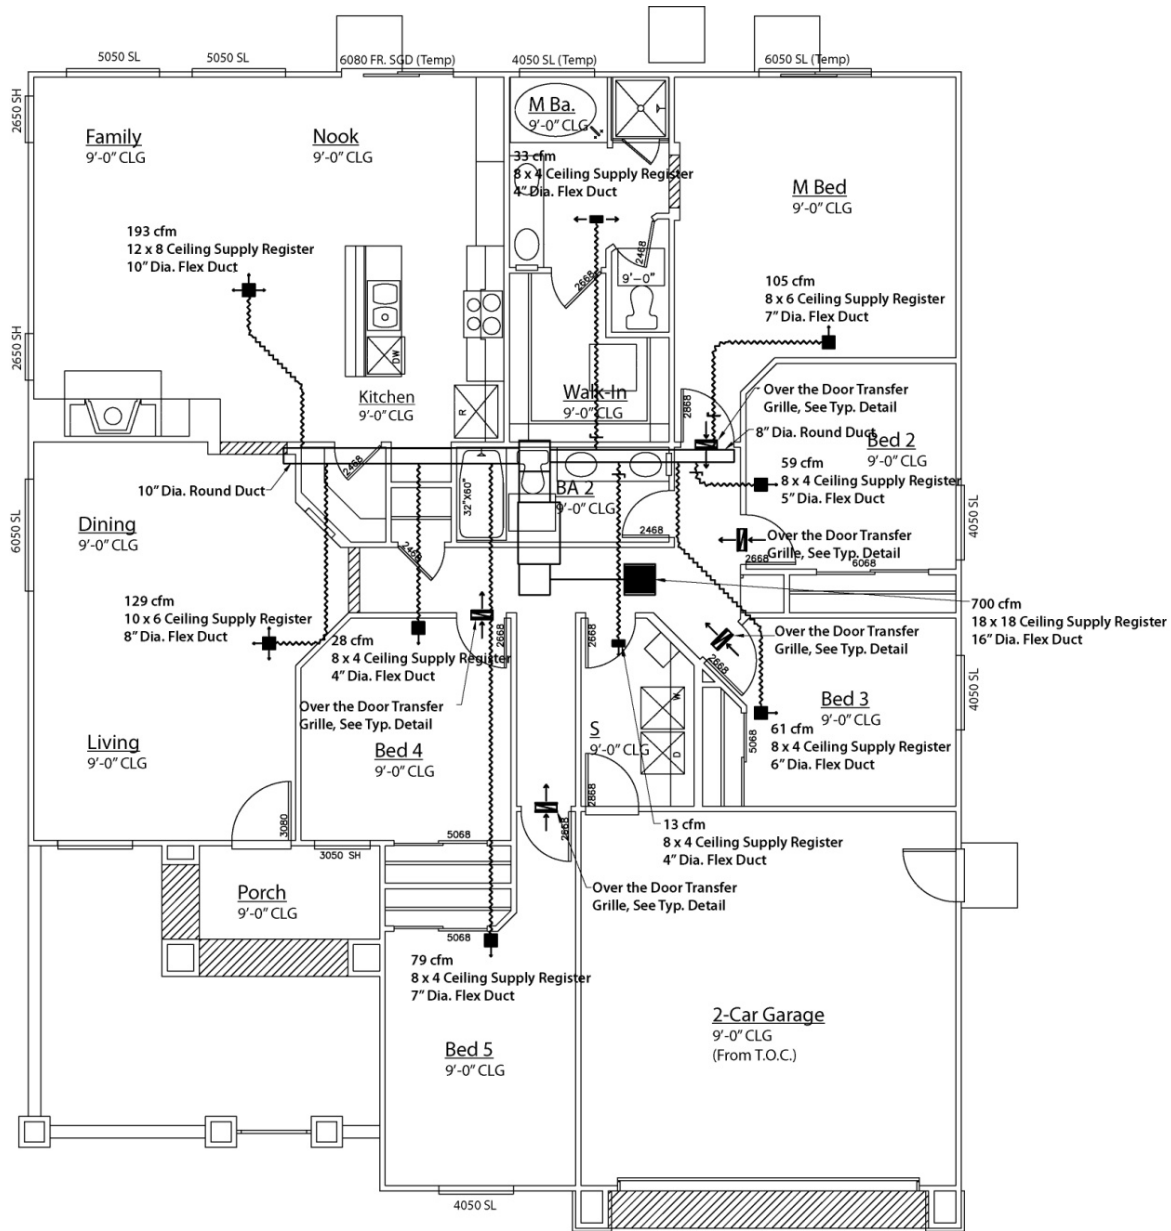 5050 SL
5050 SL
6080 FR. SGD (Temp)
4050 SL (Temp)
6050 SL (Temp)
2650 SH
Family
9'-0" CLG
Nook
9'-0" CLG
M Ba.
9'-0" CLG
33 cfm
8 x 4 Ceiling Supply Register
4" Dia. Flex Duct
M Bed
9'-0" CLG
193 cfm
12 x 8 Ceiling Supply Register
10" Dia. Flex Duct
2468
2668
9'-0"
105 cfm
8 x 6 Ceiling Supply Register
7" Dia. Flex Duct
2650 SH
DW
Kitchen
9'-0" CLG
R
Walk-In
9'-0" CLG
2868
Over the Door Transfer
Grille, See Typ. Detail
8" Dia. Round Duct
Bed 2
9'-0" CLG
2468
10" Dia. Round Duct
32"X60"
BA 2
9'-0" CLG
59 cfm
8 x 4 Ceiling Supply Register
5" Dia. Flex Duct
6050 SL
Dining
9'-0" CLG
2468
2468
Over the Door Transfer
Grille, See Typ. Detail
2668
6068
4050 SL
129 cfm
10 x 6 Ceiling Supply Register
8" Dia. Flex Duct
28 cfm
8 x 4 Ceiling Supply Register
4" Dia. Flex Duct
2668
2668
700 cfm
18 x 18 Ceiling Supply Register
16" Dia. Flex Duct
Over the Door Transfer
Grille, See Typ. Detail
2668
4050 SL
Over the Door Transfer
Grille, See Typ. Detail
Living
9'-0" CLG
Bed 4
9'-0" CLG
S
9'-0" CLG
W
D
5068
Bed 3
9'-0" CLG
61 cfm
8 x 4 Ceiling Supply Register
6" Dia. Flex Duct
3080
3050 SH
5068
2868
2868
13 cfm
8 x 4 Ceiling Supply Register
4" Dia. Flex Duct
Porch
9'-0" CLG
Over the Door Transfer
Grille, See Typ. Detail
5068
79 cfm
8 x 4 Ceiling Supply Register
7" Dia. Flex Duct
Bed 5
9'-0" CLG
2-Car Garage
9'-0" CLG
(From T.O.C.)
4050 SL